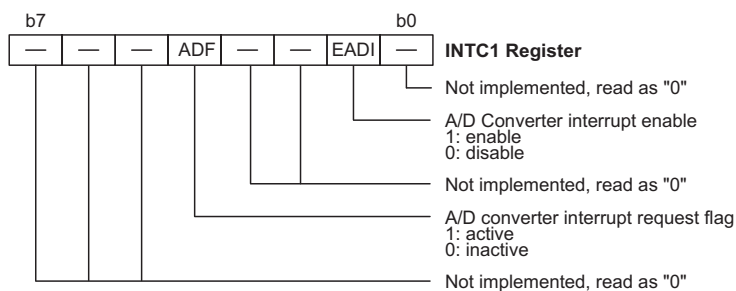 b7 b0
— — — ADF — — EADI — INTC1 Register
Not implemented, read as "0"
A/D Converter interrupt enable
1: enable
0: disable
Not implemented, read as "0"
A/D converter interrupt request flag
1: active
0: inactive
Not implemented, read as "0"